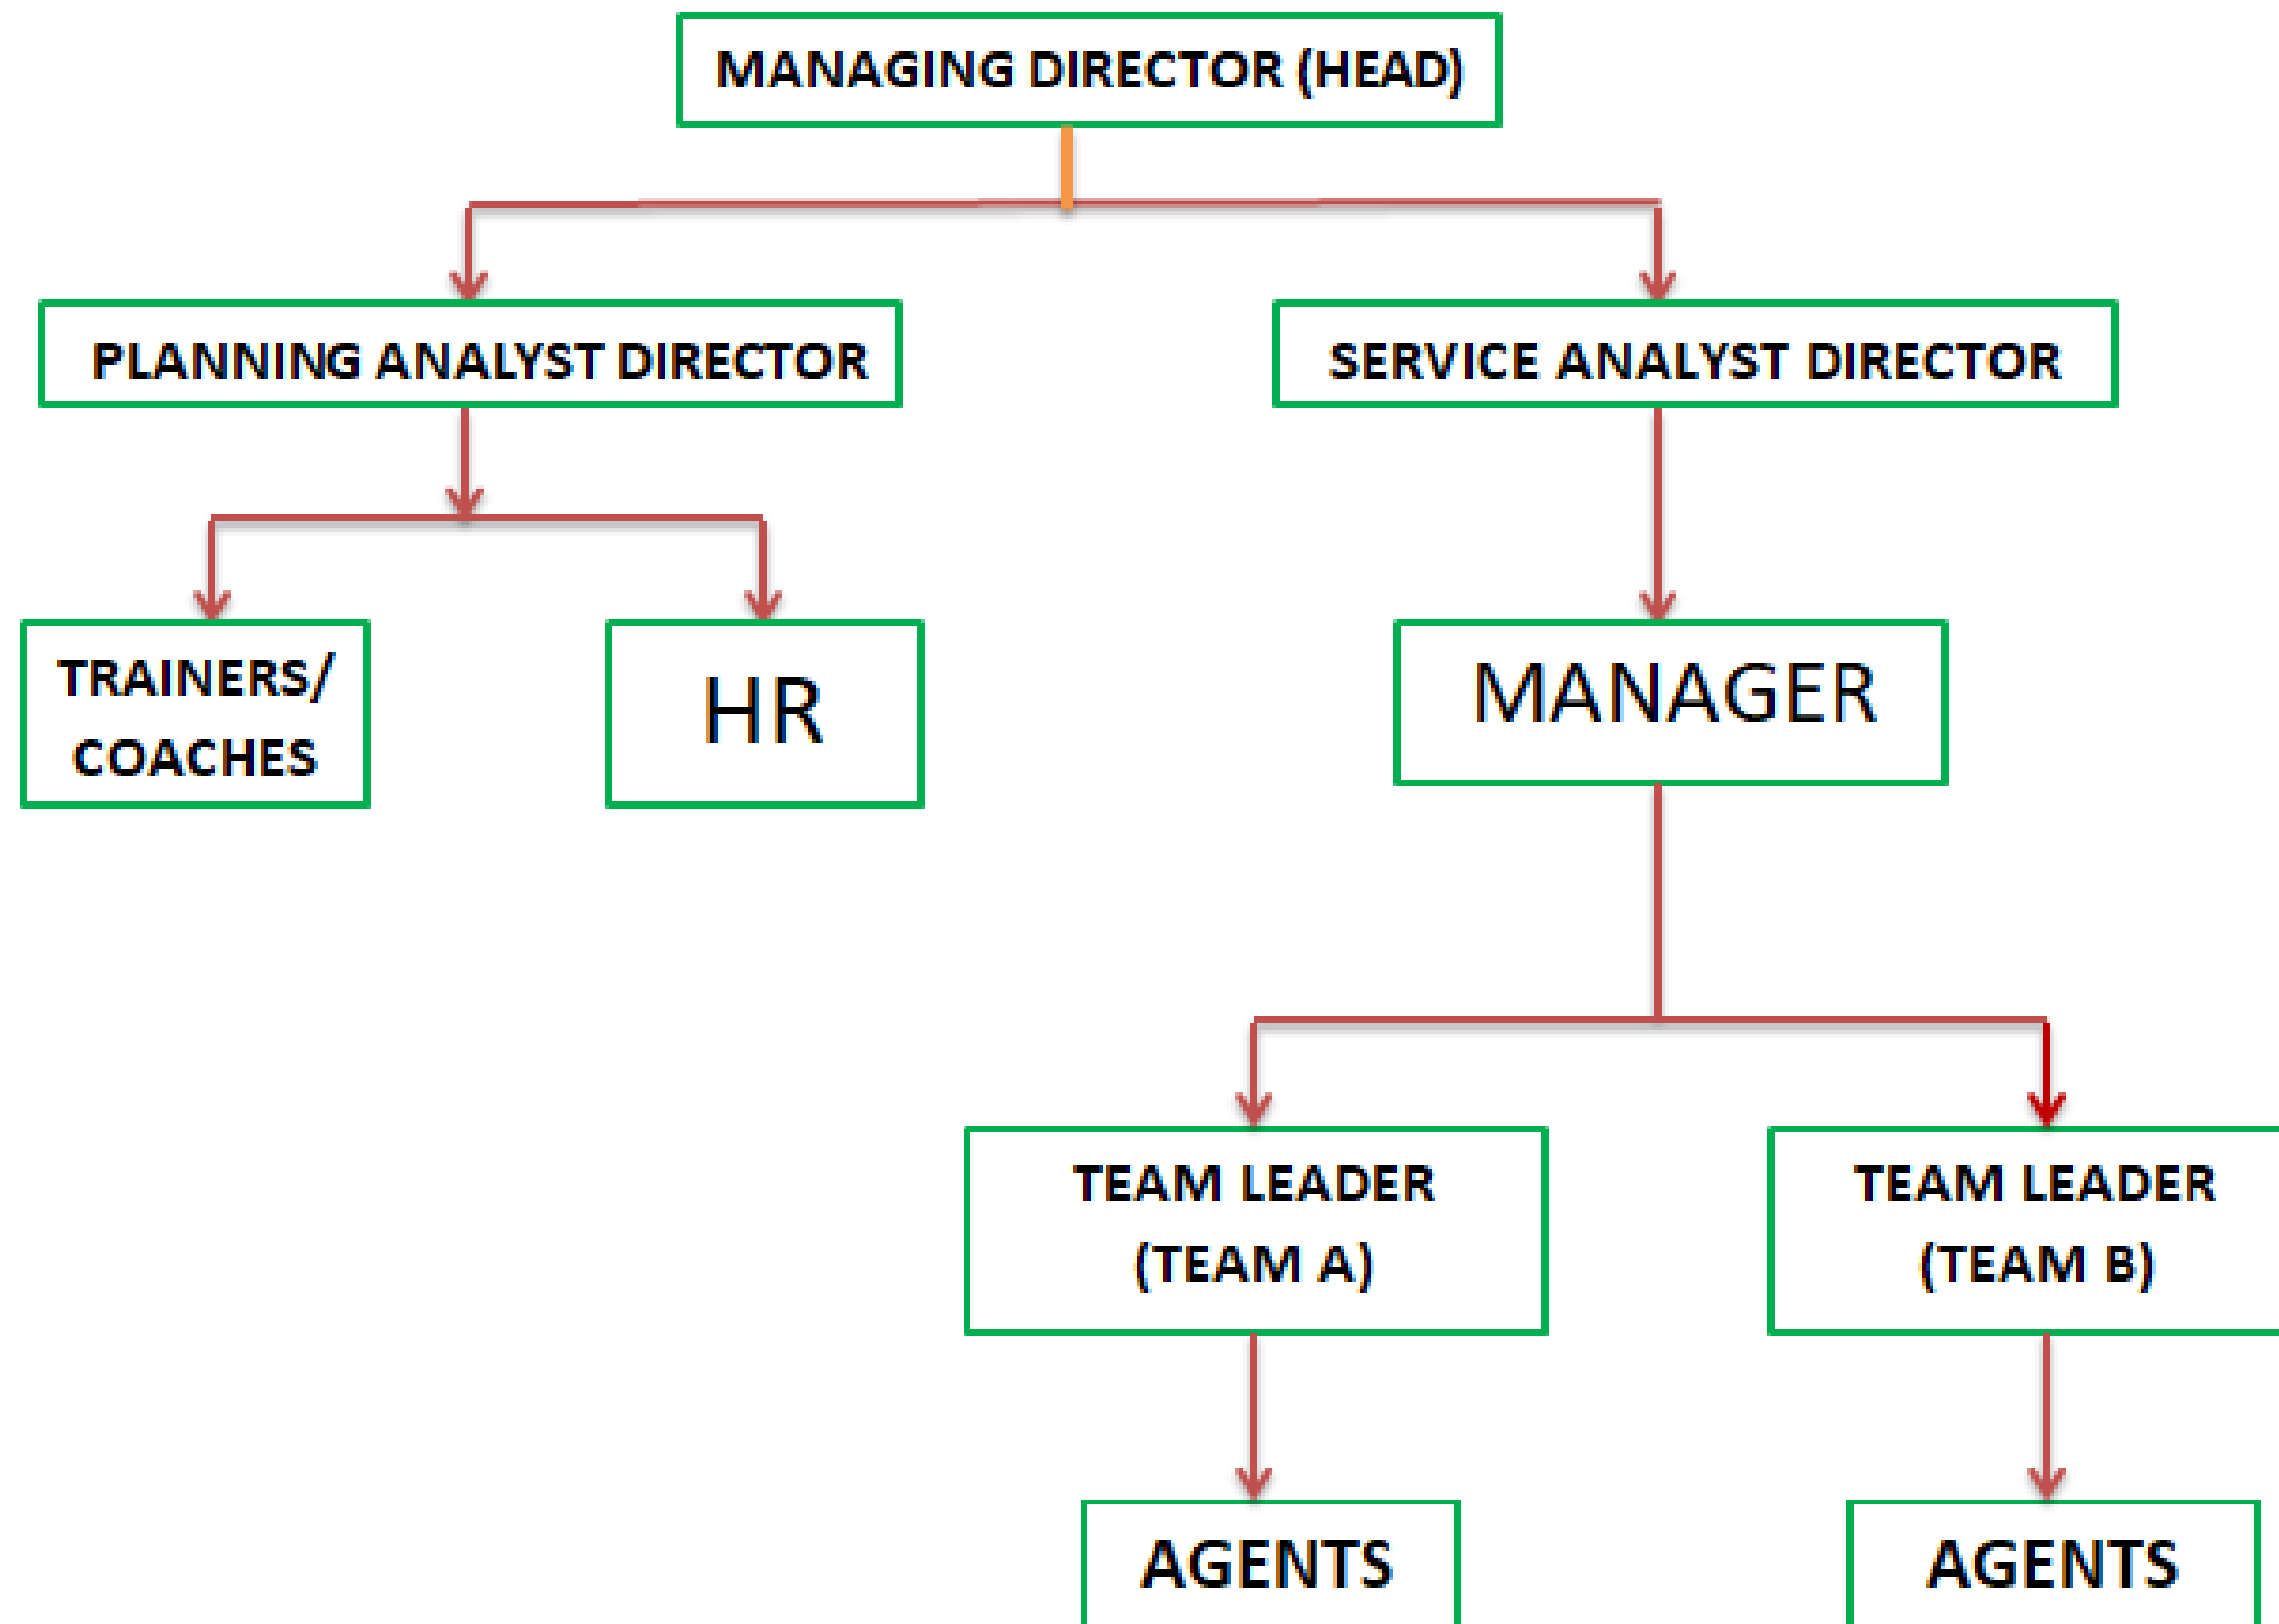 MANAGING DIRECTOR (HEAD)
PLANNING ANALYST DIRECTOR
SERVICE ANALYST DIRECTOR
TRAINERS/
COACHES
HR
MANAGER
TEAM LEADER
(TEAM A)
TEAM LEADER
(TEAM B)
AGENTS
AGENTS